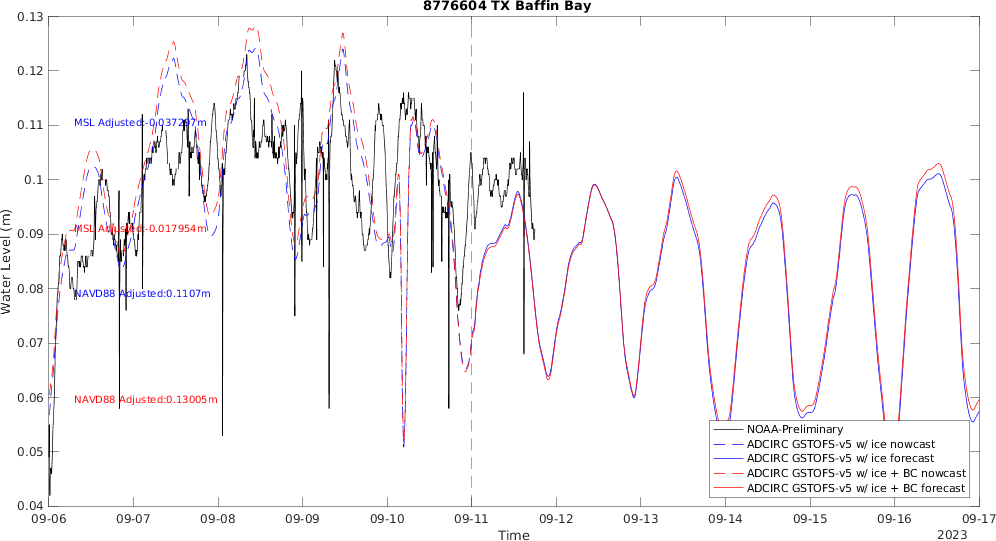 8776604 TX Baffin Bay
0.13
0.12
0.11
0.1
0.09
0.08
0.07
0.06
0.05
0.04
Water Level (m)
MSL Adjusted:-0.037297m
MSL Adjusted:-0.017954m
NAVD88 Adjusted:0.1107m
NAVD88 Adjusted:0.13005m
NOAA-Preliminary
ADCIRC GSTOFS-v5 w/ ice nowcast
ADCIRC GSTOFS-v5 w/ ice forecast
ADCIRC GSTOFS-v5 w/ ice + BC nowcast
ADCIRC GSTOFS-v5 w/ ice + BC forecast
09-06 09-07 09-08 09-09 09-10 09-11 09-12 09-13 09-14 09-15 09-16 09-17
Time
2023